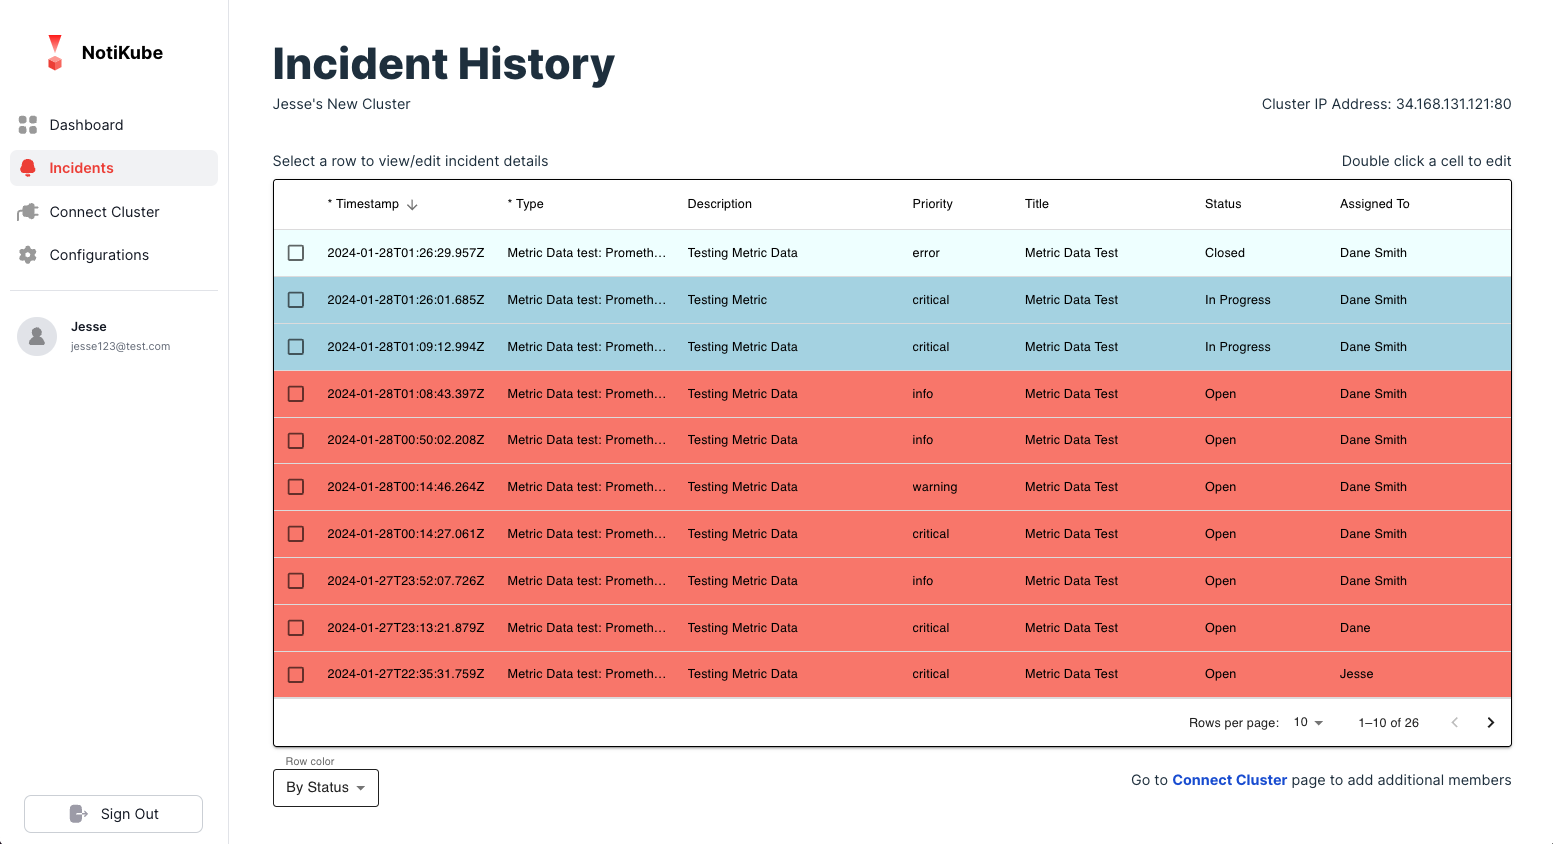 NotiKube
Dashboard
Incidents
Connect Cluster
Configurations
Jesse
jesse123@test.com
Sign Out
Incident History
Jesse's New Cluster
Cluster IP Address: 34.168.131.121:80
Select a row to view/edit incident details
Double click a cell to edit
* Timestamp * Type Description Priority Title Status Assigned To
2024-01-28T01:26:29.957Z Metric Data test: Prometh... Testing Metric Data error Metric Data Test Closed Dane Smith
2024-01-28T01:26:01.685Z Metric Data test: Prometh... Testing Metric critical Metric Data Test In Progress Dane Smith
2024-01-28T01:09:12.994Z Metric Data test: Prometh... Testing Metric Data critical Metric Data Test In Progress Dane Smith
2024-01-28T01:08:43.397Z Metric Data test: Prometh... Testing Metric Data info Metric Data Test Open Dane Smith
2024-01-28T00:50:02.208Z Metric Data test: Prometh... Testing Metric Data info Metric Data Test Open Dane Smith
2024-01-28T00:14:46.264Z Metric Data test: Prometh... Testing Metric Data warning Metric Data Test Open Dane Smith
2024-01-28T00:14:27.061Z Metric Data test: Prometh... Testing Metric Data critical Metric Data Test Open Dane Smith
2024-01-27T23:52:07.726Z Metric Data test: Prometh... Testing Metric Data info Metric Data Test Open Dane Smith
2024-01-27T23:13:21.879Z Metric Data test: Prometh... Testing Metric Data critical Metric Data Test Open Dane
2024-01-27T22:35:31.759Z Metric Data test: Prometh... Testing Metric Data critical Metric Data Test Open Jesse
Rows per page: 10 1–10 of 26
Row color
By Status
Go to Connect Cluster page to add additional members